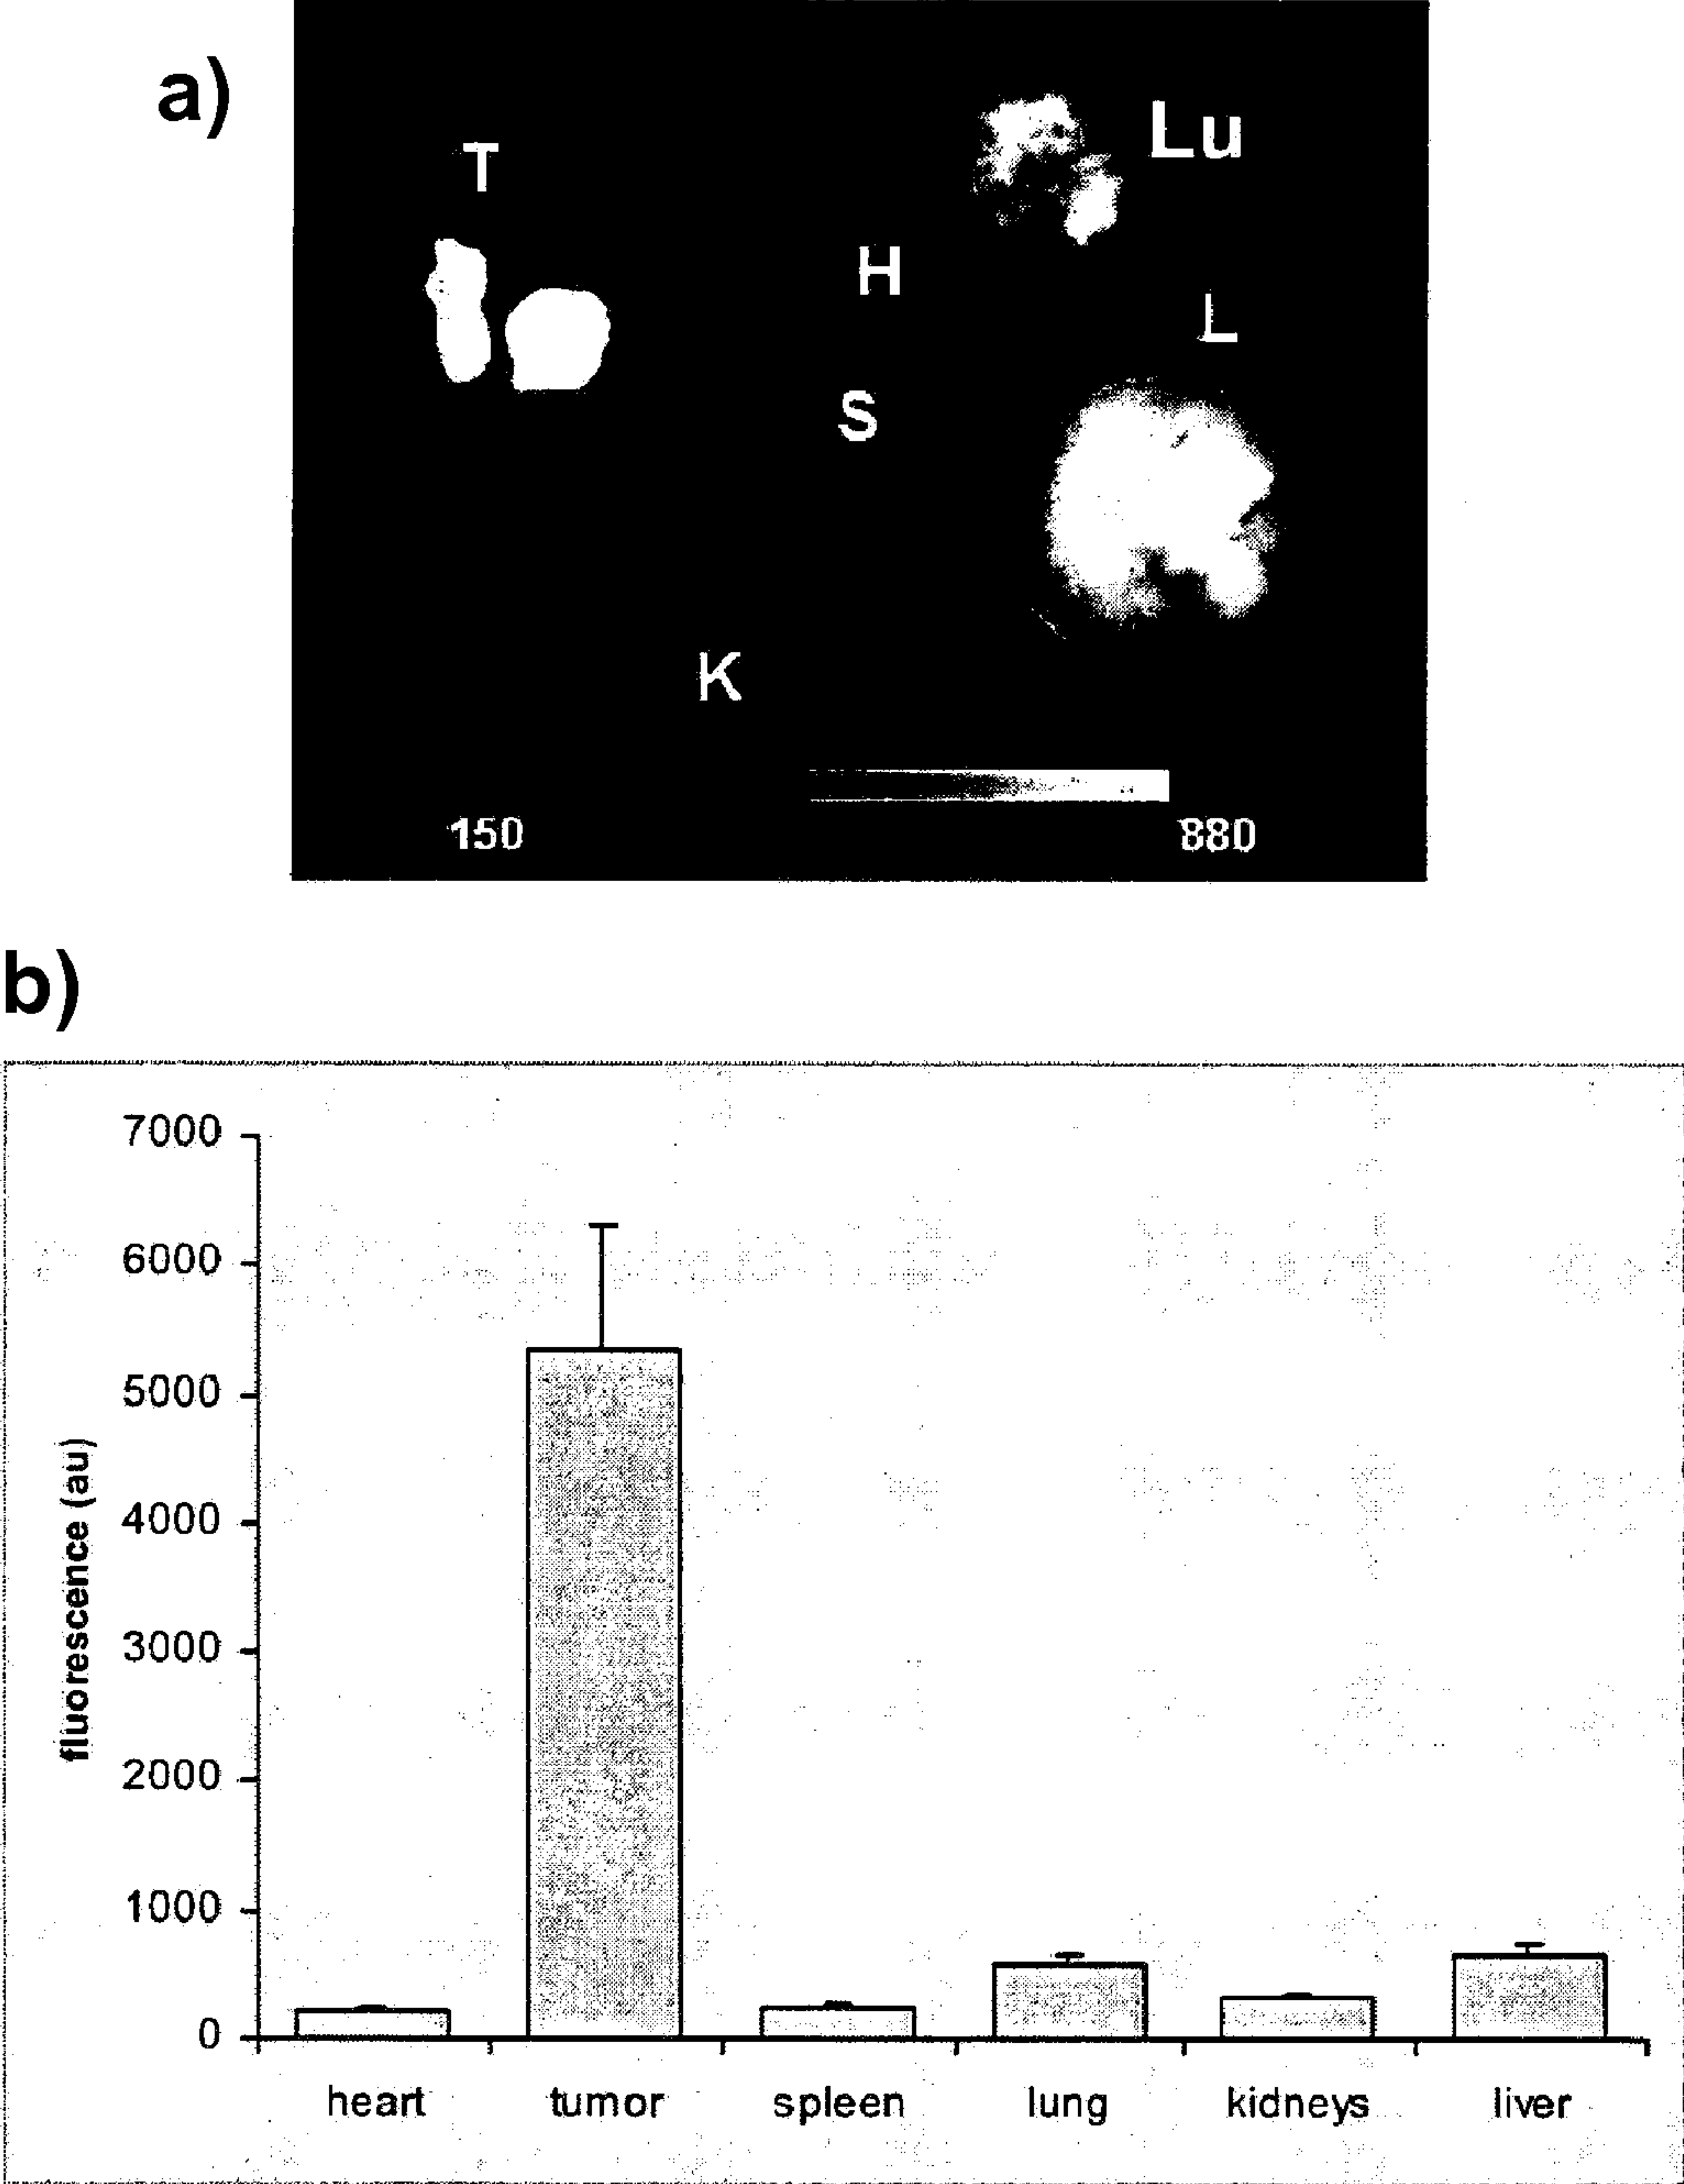 a)
T
Lu
H
L
S
K
150
880
b)
7000
6000
5000
4000
3000
2000
1000
0
fluorescence (au)
heart tumor spleen lung kidneys liver